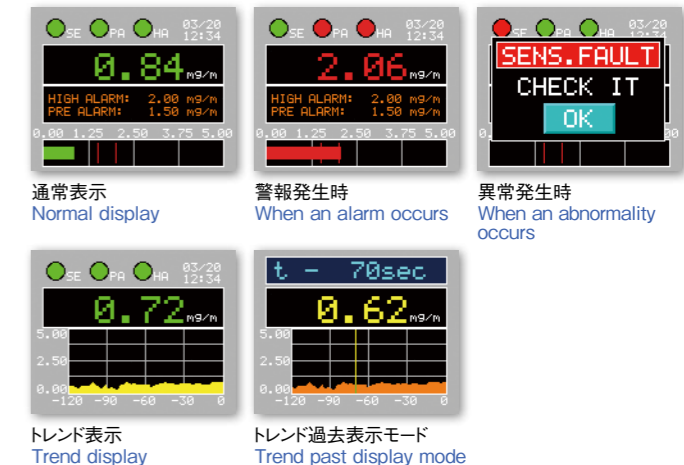 SE PA HA 03/20 12:34
0.84 mg/m
HIGH ALARM: 2.00 mg/m
PRE ALARM: 1.50 mg/m
0.00 1.25 2.50 3.75 5.00
通常表示
Normal display
SE PA HA 03/20 12:34
2.06 mg/m
HIGH ALARM: 2.00 mg/m
PRE ALARM: 1.50 mg/m
0.00 1.25 2.50 3.75 5.00
警報発生時
When an alarm occurs
SE PA HA 03/20
SENS.FAULT
CHECK IT
OK
異常発生時
When an abnormality
occurs
SE PA HA 03/20 12:34
0.72 mg/m
5.00
2.50
0.00
-120 -90 -60 -30 0
トレンド表示
Trend display
t - 70sec
0.62 mg/m
5.00
2.50
0.00
-120 -90 -60 -30 0
トレンド過去表示モード
Trend past display mode